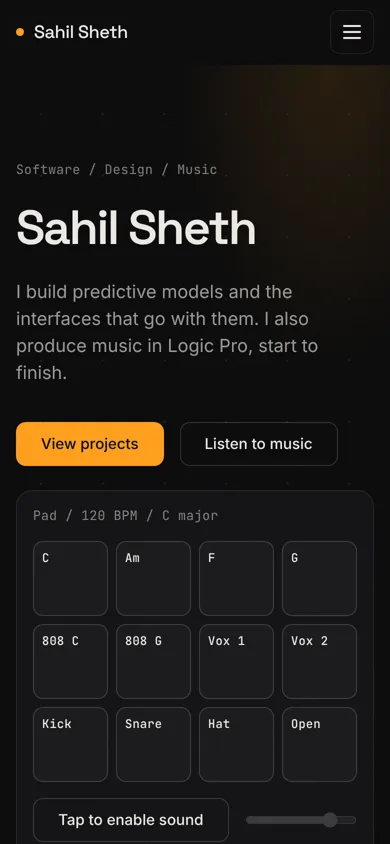 Sahil Sheth
Software / Design / Music
Sahil Sheth
I build predictive models and the
interfaces that go with them. I also
produce music in Logic Pro, start to
finish.
View projects
Listen to music
Pad / 120 BPM / C major
C
Am
F
G
808 C
808 G
Vox 1
Vox 2
Kick
Snare
Hat
Open
Tap to enable sound